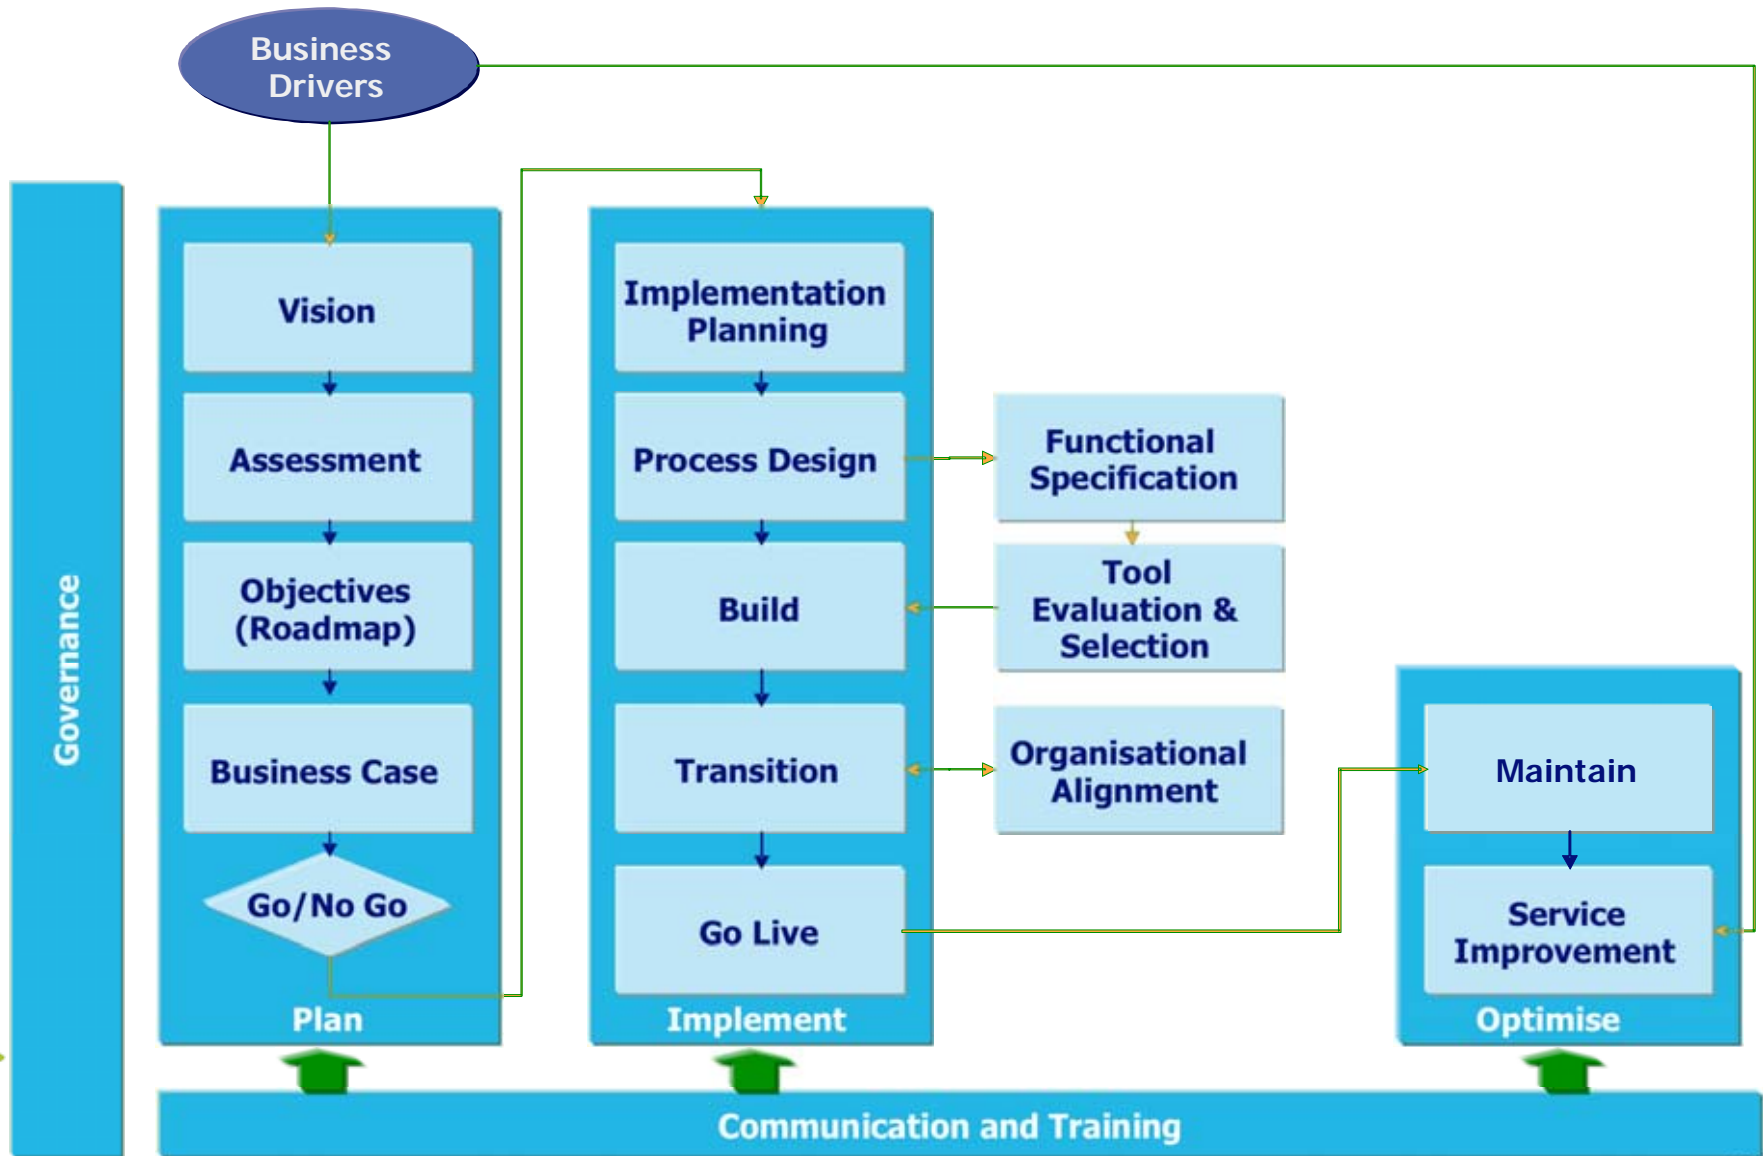 Business
Drivers
Governance
Vision
Assessment
Objectives
(Roadmap)
Business Case
Go/No Go
Plan
Implementation
Planning
Process Design
Build
Transition
Go Live
Implement
Functional
Specification
Tool
Evaluation &
Selection
Organisational
Alignment
Maintain
Service
Improvement
Optimise
Communication and Training